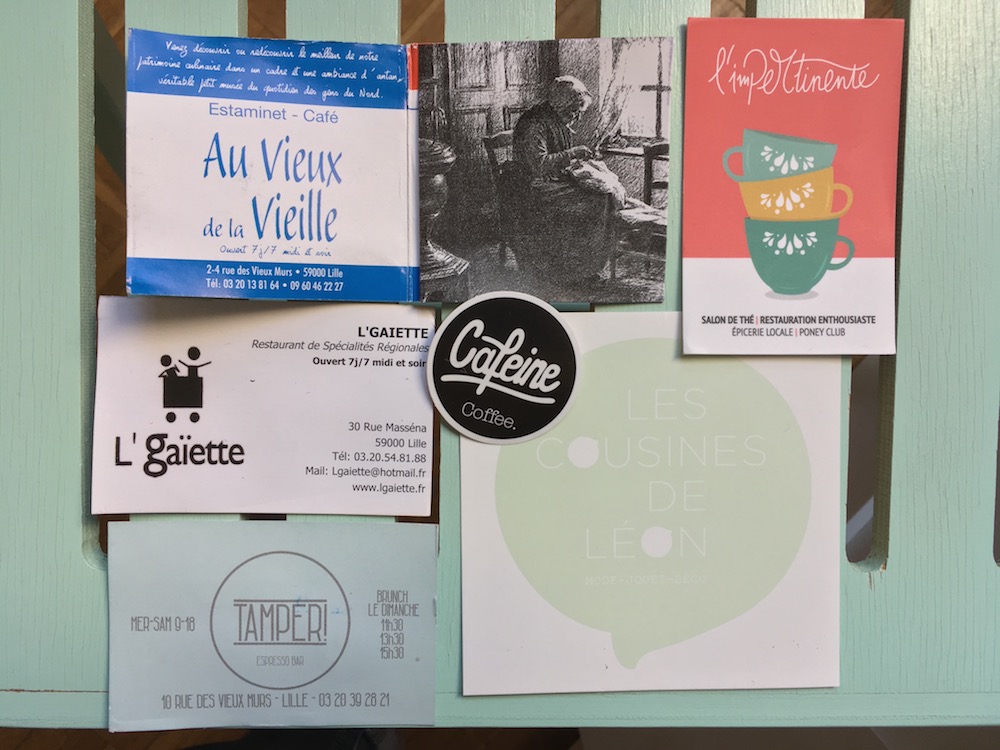 Venez découvrir ou redécouvrir le meilleur de notre
patrimoine culinaire dans un cadre et une ambiance d'antan,
véritable petit musée du quotidien des gens du Nord.
Estaminet - Café
Au Vieux
de la Vieille
Ouvert 7j/7 midi et soir
2-4 rue des Vieux Murs • 59000 Lille
Tél: 03 20 13 81 64 • 09 60 46 22 27
l'impertinente
SALON DE THÉ | RESTAURATION ENTHOUSIASTE
ÉPICERIE LOCALE | PONEY CLUB
L'GAIETTE
Restaurant de Spécialités Régionales
Ouvert 7j/7 midi et soir
L'gaïette
30 Rue Masséna
59000 Lille
Tél: 03.20.54.81.88
Mail: Lgaiette@hotmail.fr
www.lgaiette.fr
Cafeine
Coffee.
LES
COUSINES
DE
LÉON
MODE-JOUET-DÉCO
MER-SAM 9-18
TAMPER!
ESPRESSO BAR
BRUNCH
LE DIMANCHE
11h30
13h30
15h30
10 RUE DES VIEUX MURS - LILLE - 03 20 39 28 21